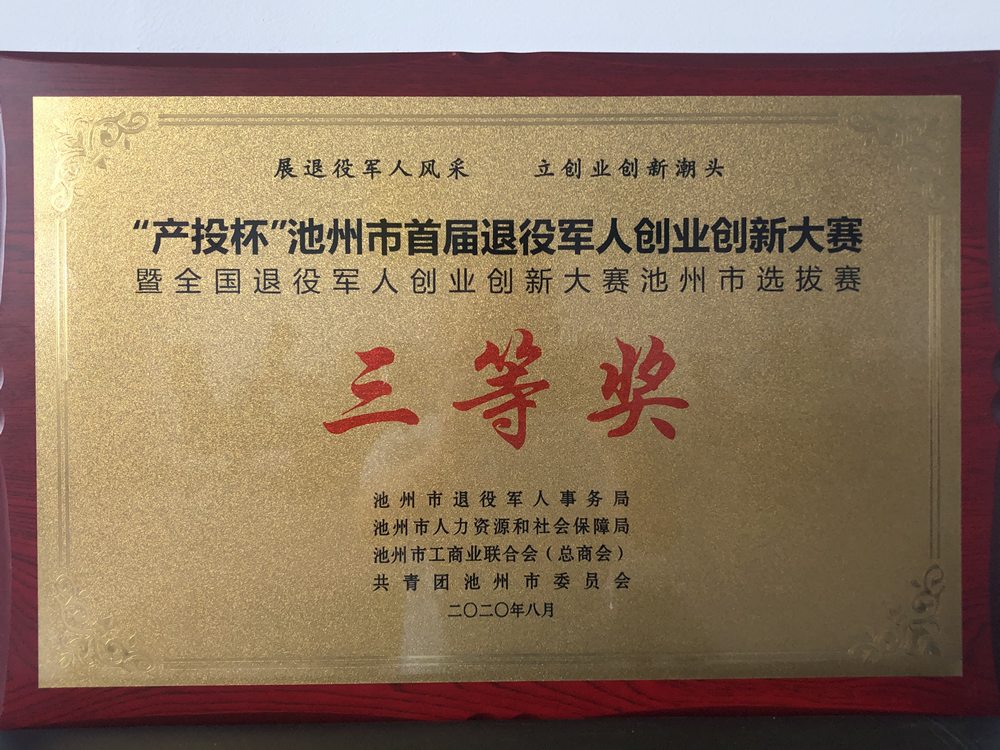 展退役军人风采 立创业创新潮头
“产投杯”池州市首届退役军人创业创新大赛
暨全国退役军人创业创新大赛池州市选拔赛
三等奖
池州市退役军人事务局
池州市人力资源和社会保障局
池州市工商业联合会（总商会）
共青团池州市委员会
二〇二〇年八月